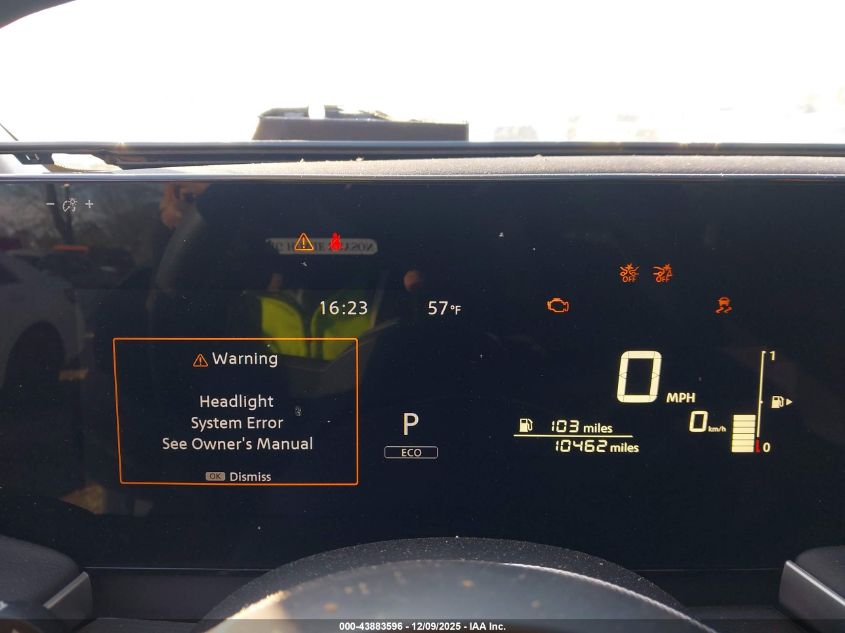 - +
16:23
57°F
OFF
OFF
Warning
Headlight
System Error
See Owner's Manual
OK Dismiss
P
ECO
0 MPH
0 km/h
103 miles
10462 miles
1
0
000-43883596 - 12/09/2025 - IAA Inc.